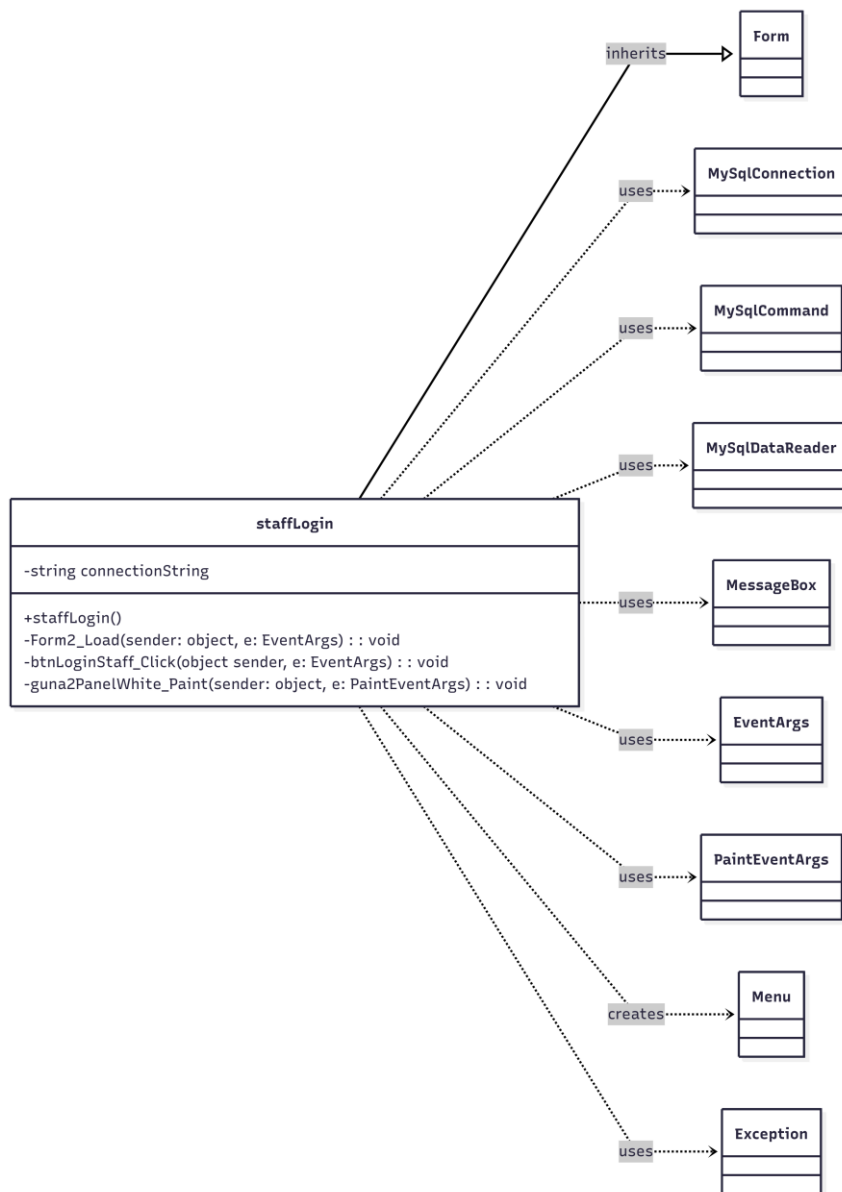 Form
inherits
MySqlConnection
uses
MySqlCommand
uses
MySqlDataReader
uses
staffLogin
-string connectionString
+staffLogin()
-Form2_Load(sender: object, e: EventArgs) : : void
-btnLoginStaff_Click(object sender, e: EventArgs) : : void
-guna2PanelWhite_Paint(sender: object, e: PaintEventArgs) : : void
MessageBox
uses
EventArgs
uses
PaintEventArgs
uses
Menu
creates
Exception
uses